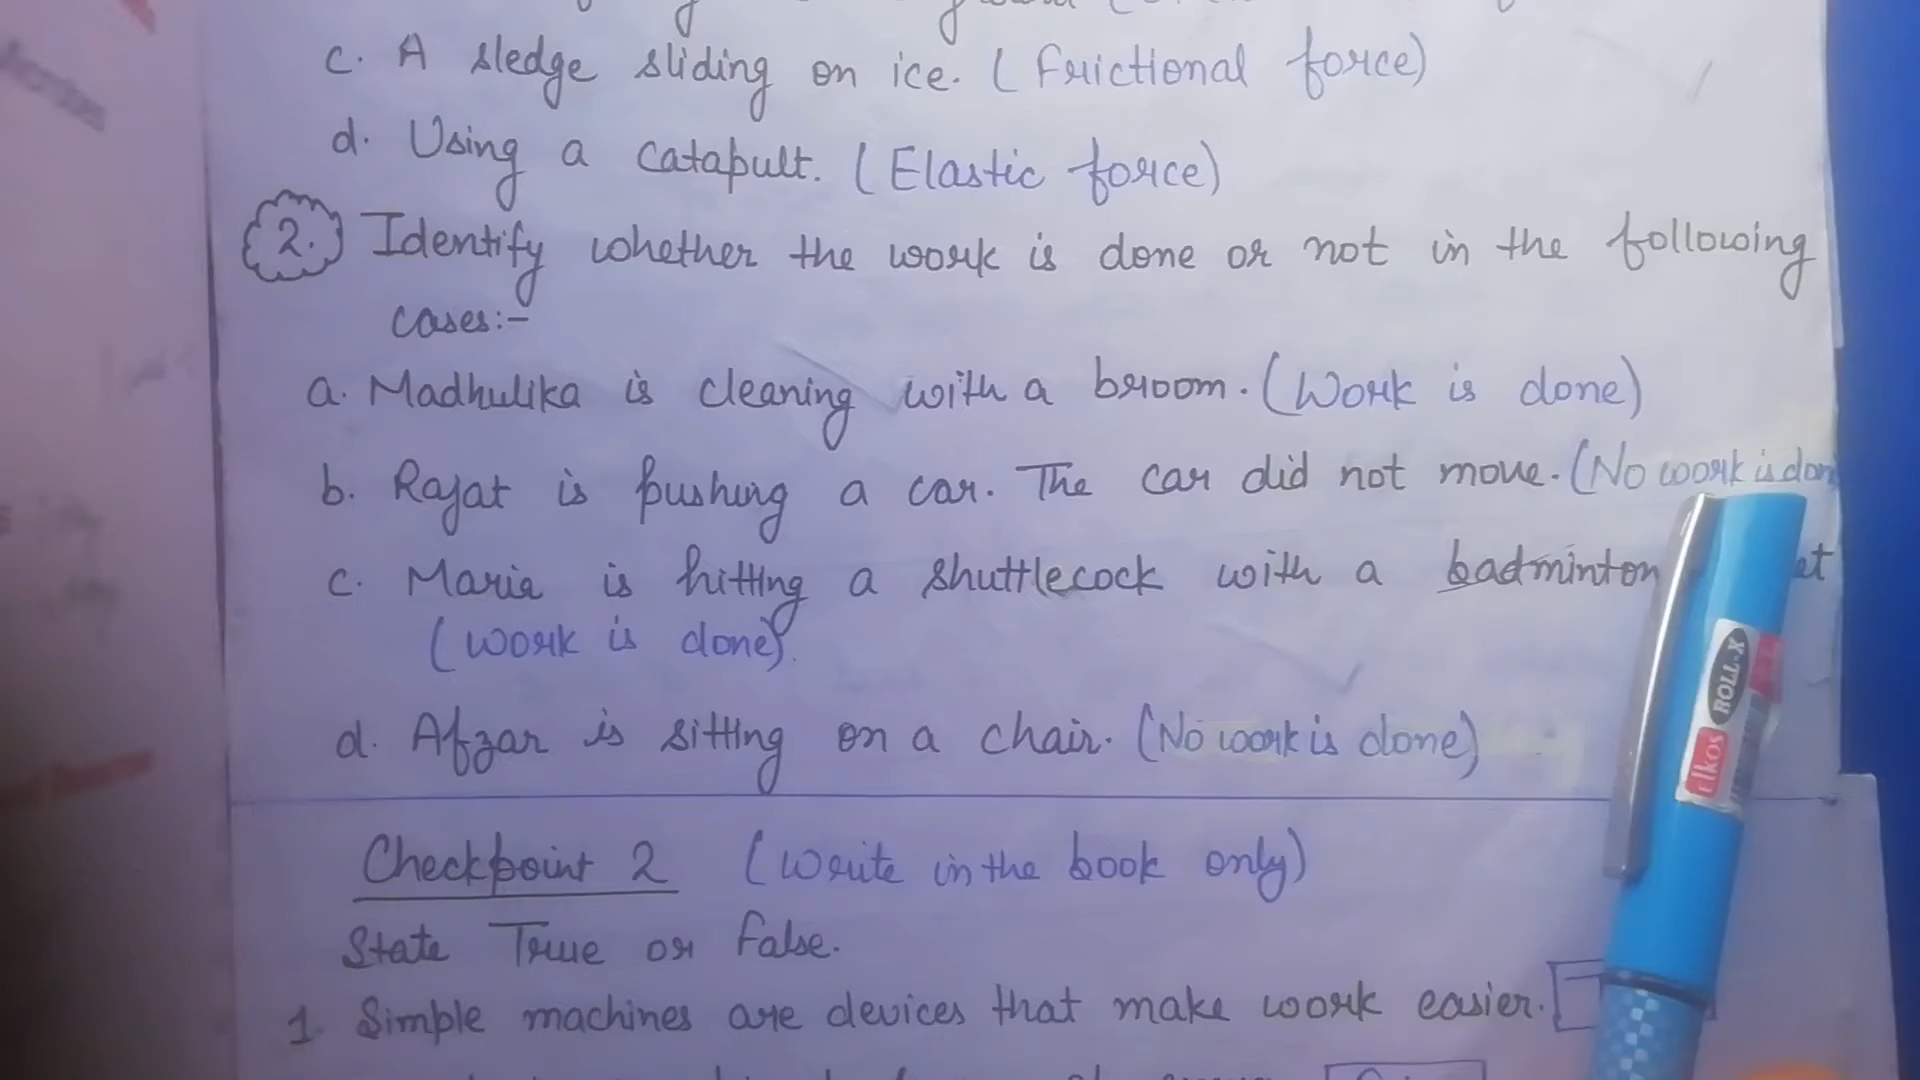 c. A sledge sliding on ice. (Frictional force)
d. Using a catapult. (Elastic force)
2. Identify whether the work is done or not in the following
cases:-
a. Madhulika is cleaning with a broom. (Work is done)
b. Rajat is pushing a car. The car did not move. (No work is don
c. Maria is hitting a shuttlecock with a badminton et
(work is done).
d. Afzar is sitting on a chair. (No work is done)
Checkpoint 2 (Write in the book only)
State True or False.
1. Simple machines are devices that make work easier.
elkos ROLL-X